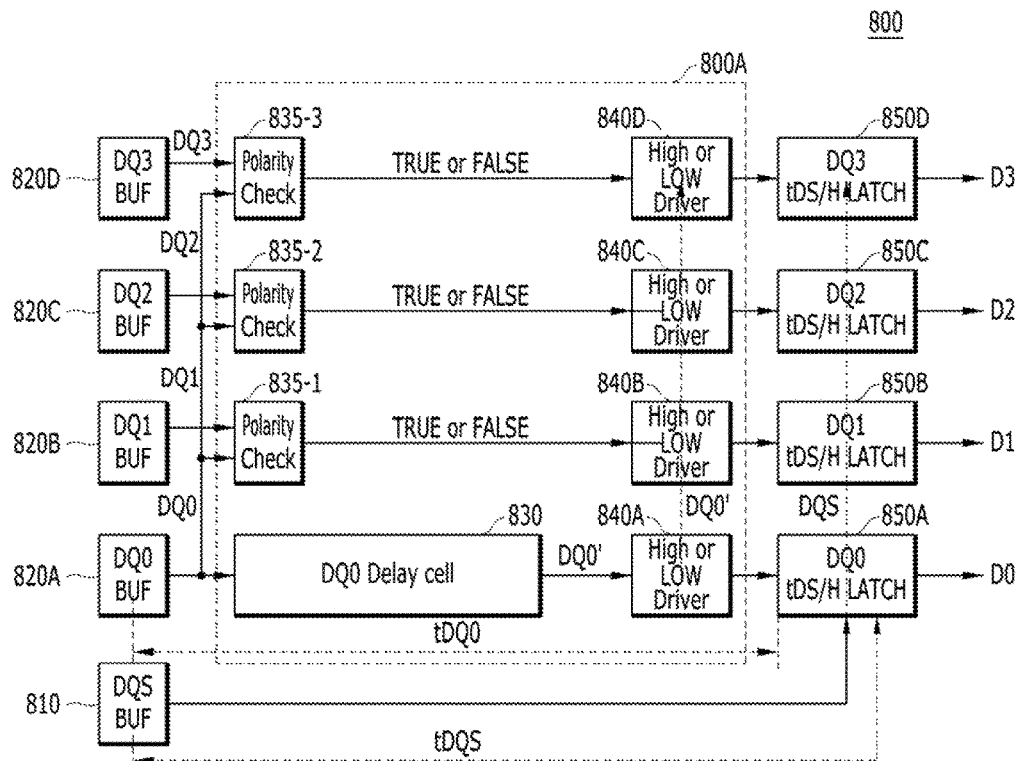 800
800A
835-3
840D
850D
DQ3
BUF
DQ3
Polarity
Check
TRUE or FALSE
High or
LOW
Driver
DQ3
tDS/H LATCH
D3
820D
DQ2
835-2
840C
850C
DQ2
BUF
Polarity
Check
TRUE or FALSE
High or
LOW
Driver
DQ2
tDS/H LATCH
D2
820C
DQ1
835-1
840B
850B
DQ1
BUF
Polarity
Check
TRUE or FALSE
High or
LOW
Driver
DQ1
tDS/H LATCH
D1
820B
DQ0
830
840A
DQ0'
DQS
850A
DQ0
BUF
DQ0 Delay cell
DQ0'
High or
LOW
Driver
DQ0
tDS/H LATCH
D0
820A
tDQ0
DQS
BUF
810
tDQS